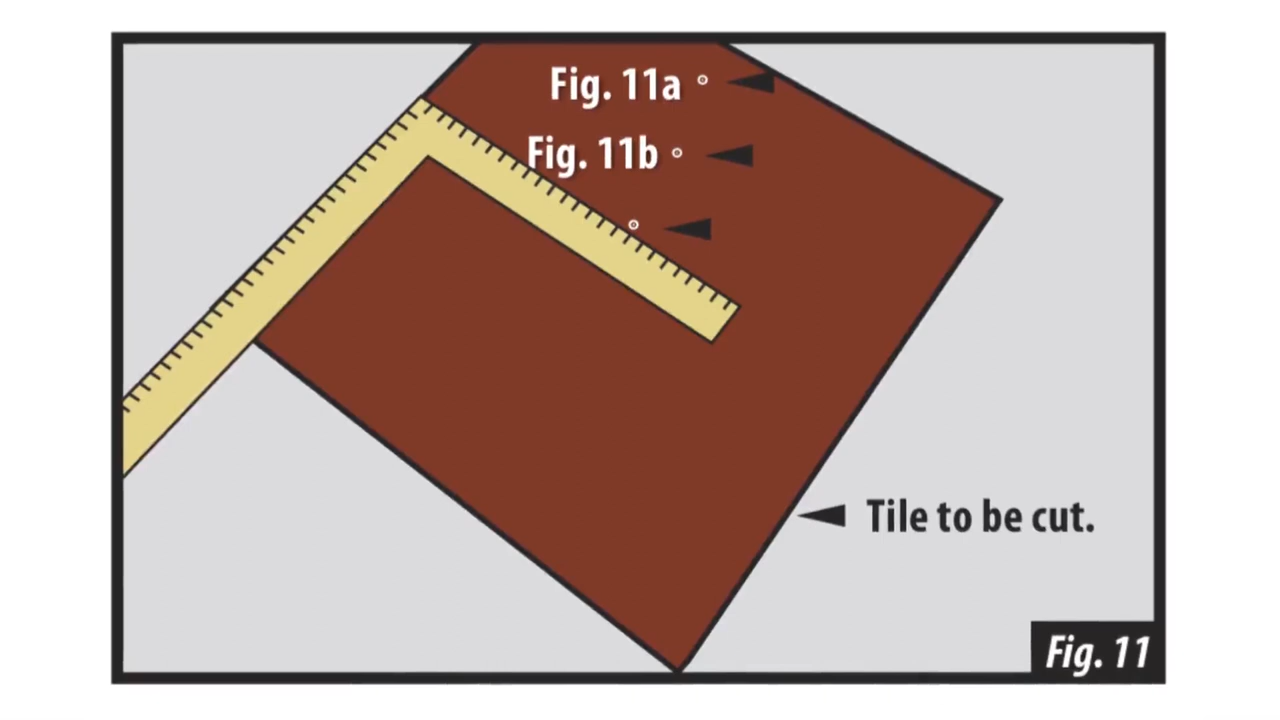 Fig. 11a °
Fig. 11b °
°
Tile to be cut.
Fig. 11